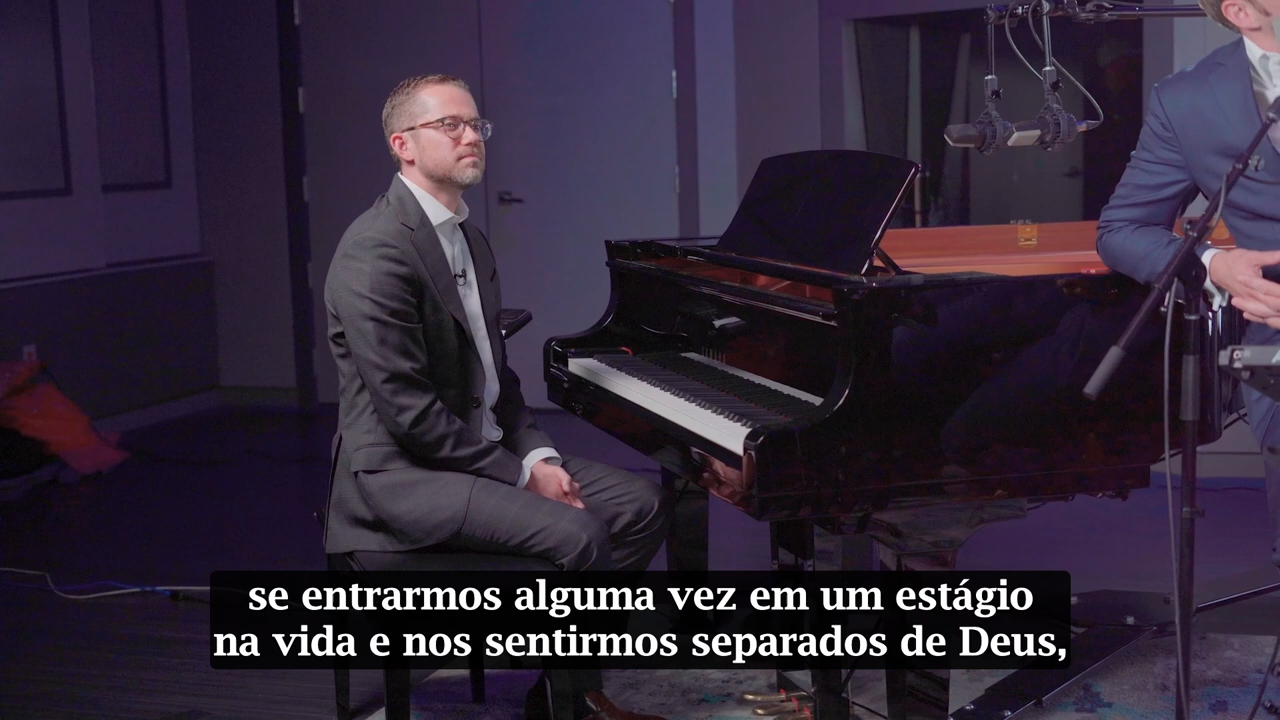 se entrarmos alguma vez em um estágio
na vida e nos sentirmos separados de Deus,